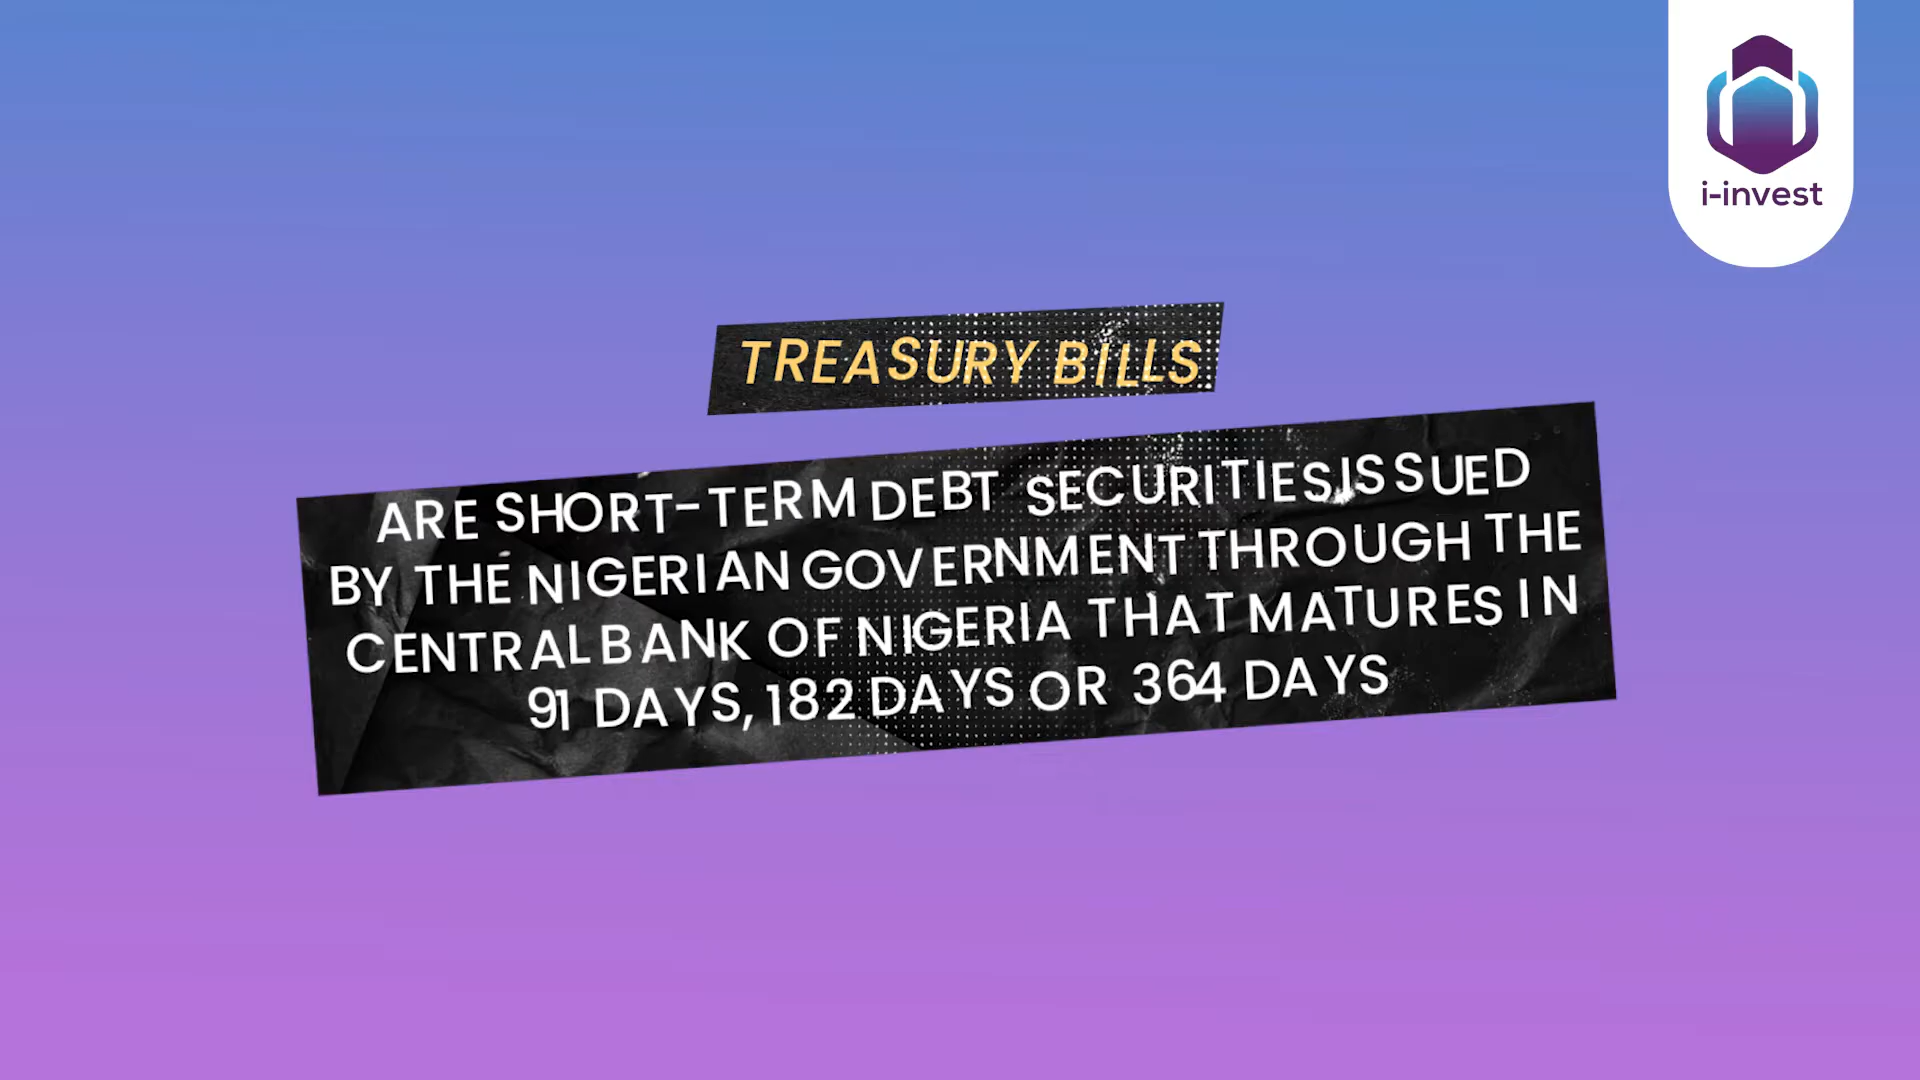 i-invest
TREASURY BILLS
ARE SHORT-TERM DEBT SECURITIES ISSUED
BY THE NIGERIAN GOVERNMENT THROUGH THE
CENTRAL BANK OF NIGERIA THAT MATURES IN
91 DAYS, 182 DAYS OR 364 DAYS